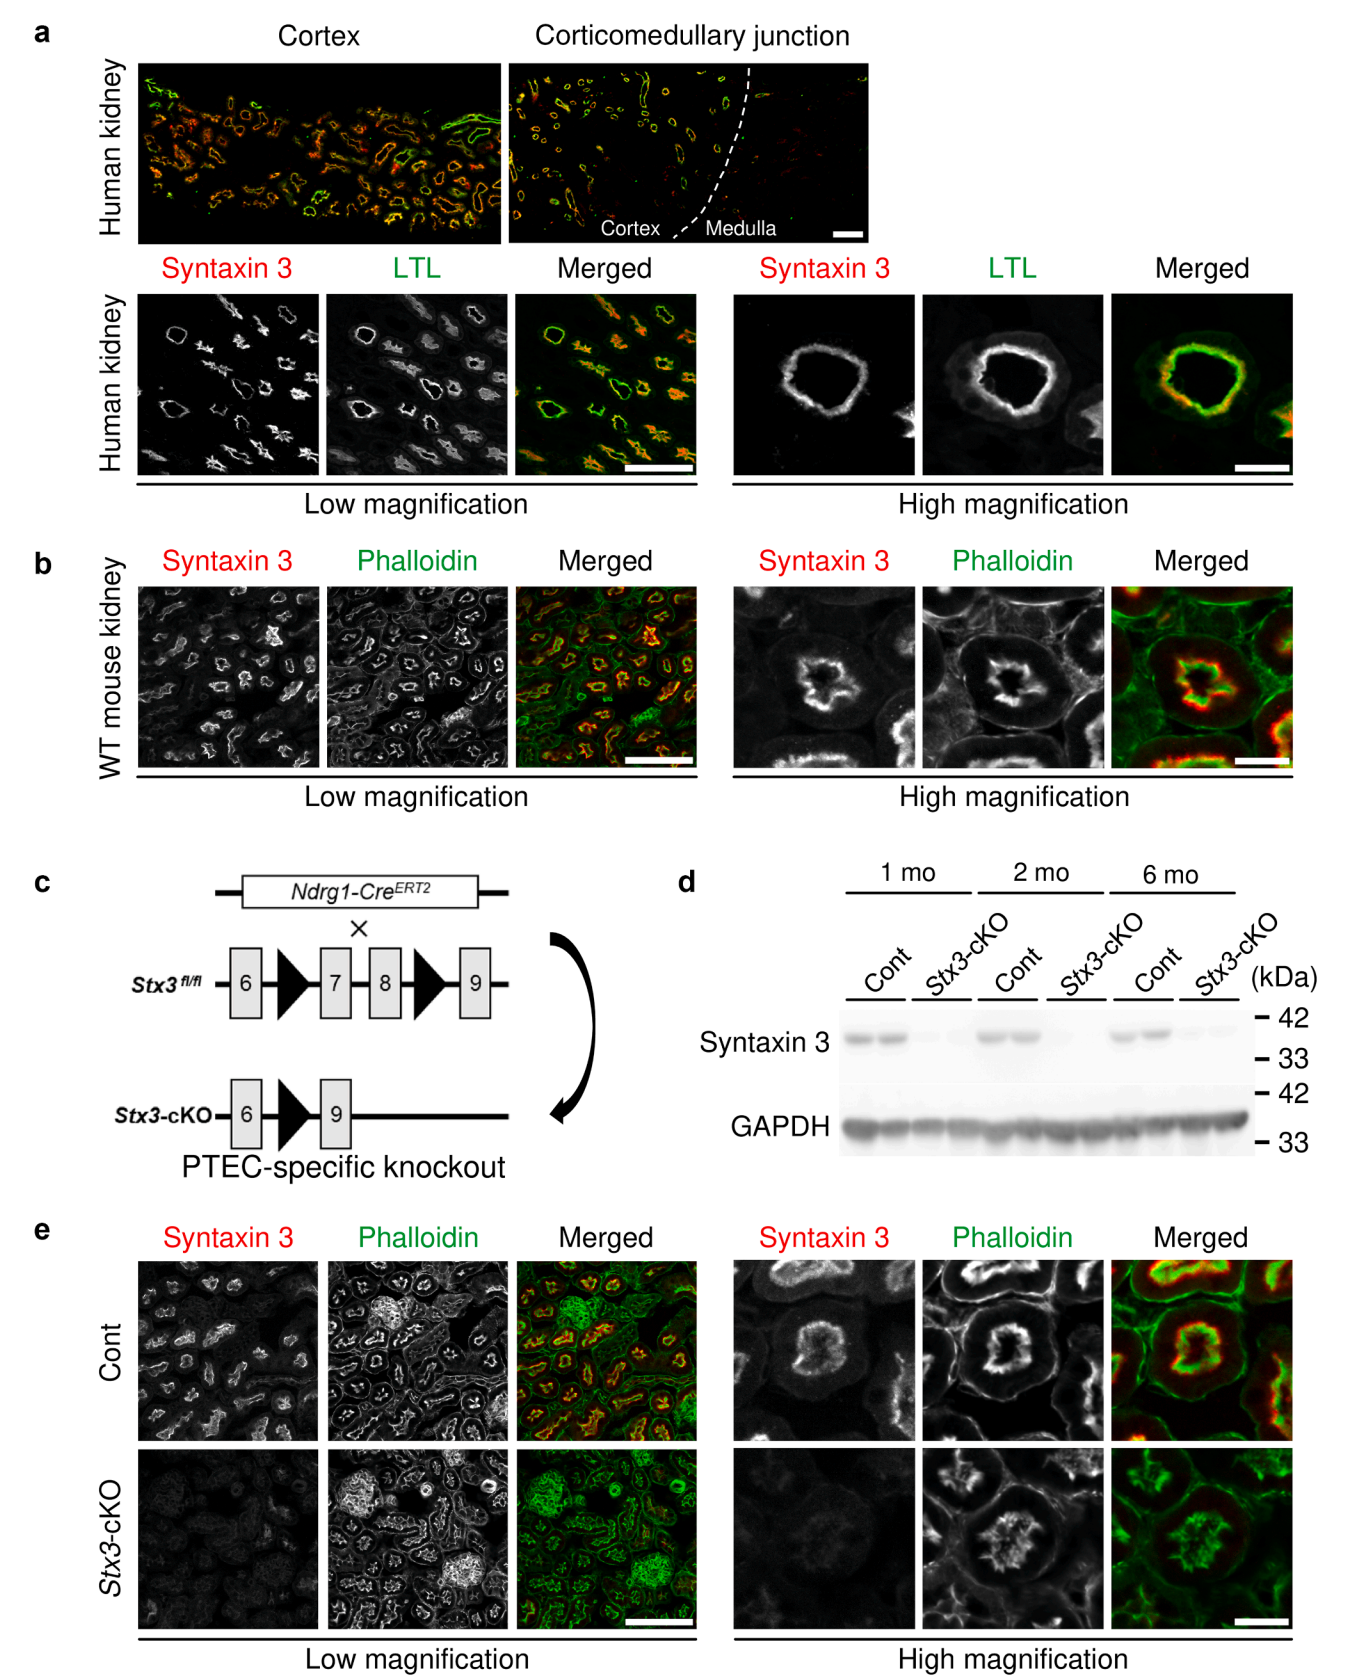 a
Cortex
Corticomedullary junction
Human kidney
Cortex
Medulla
Syntaxin 3
LTL
Merged
Syntaxin 3
LTL
Merged
Human kidney
Low magnification
High magnification
b
Syntaxin 3
Phalloidin
Merged
Syntaxin 3
Phalloidin
Merged
WT mouse kidney
Low magnification
High magnification
c
Ndrg1-CreERT2
×
Stx3 fl/fl
6
7
8
9
Stx3-cKO
6
9
PTEC-specific knockout
d
1 mo
2 mo
6 mo
Cont
Stx3-cKO
Cont
Stx3-cKO
Cont
Stx3-cKO
(kDa)
Syntaxin 3
42
33
GAPDH
42
33
e
Syntaxin 3
Phalloidin
Merged
Syntaxin 3
Phalloidin
Merged
Cont
Stx3-cKO
Low magnification
High magnification